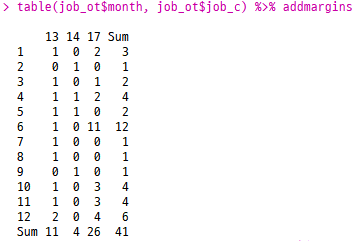 > table(job_ot$month, job_ot$job_c) %>% addmargins
13 14 17 Sum
1 1 0 2 3
2 0 1 0 1
3 1 0 1 2
4 1 1 2 4
5 1 1 0 2
6 1 0 11 12
7 1 0 0 1
8 1 0 0 1
9 0 1 0 1
10 1 0 3 4
11 1 0 3 4
12 2 0 4 6
Sum 11 4 26 41